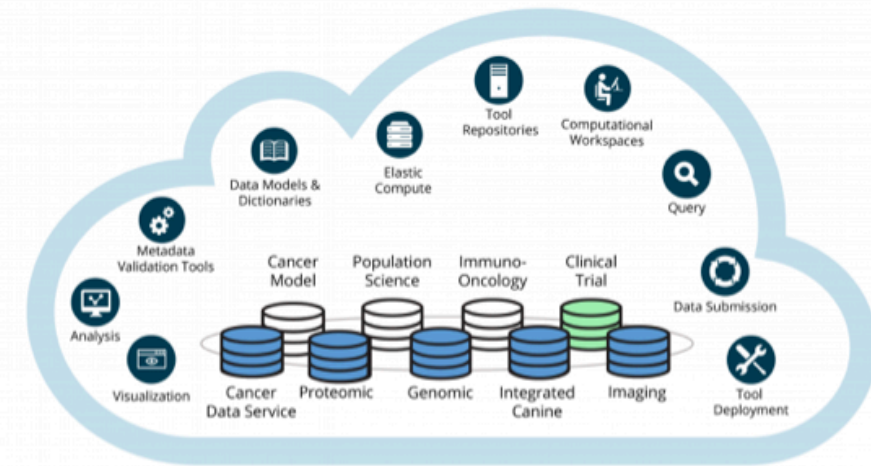 Tool
Repositories
Computational
Workspaces
Elastic
Compute
Data Models &
Dictionaries
Query
Metadata
Validation Tools
Cancer
Model
Population
Science
Immuno-
Oncology
Clinical
Trial
Data Submission
Analysis
Visualization
Cancer
Data Service
Proteomic
Genomic
Integrated
Canine
Imaging
Tool
Deployment